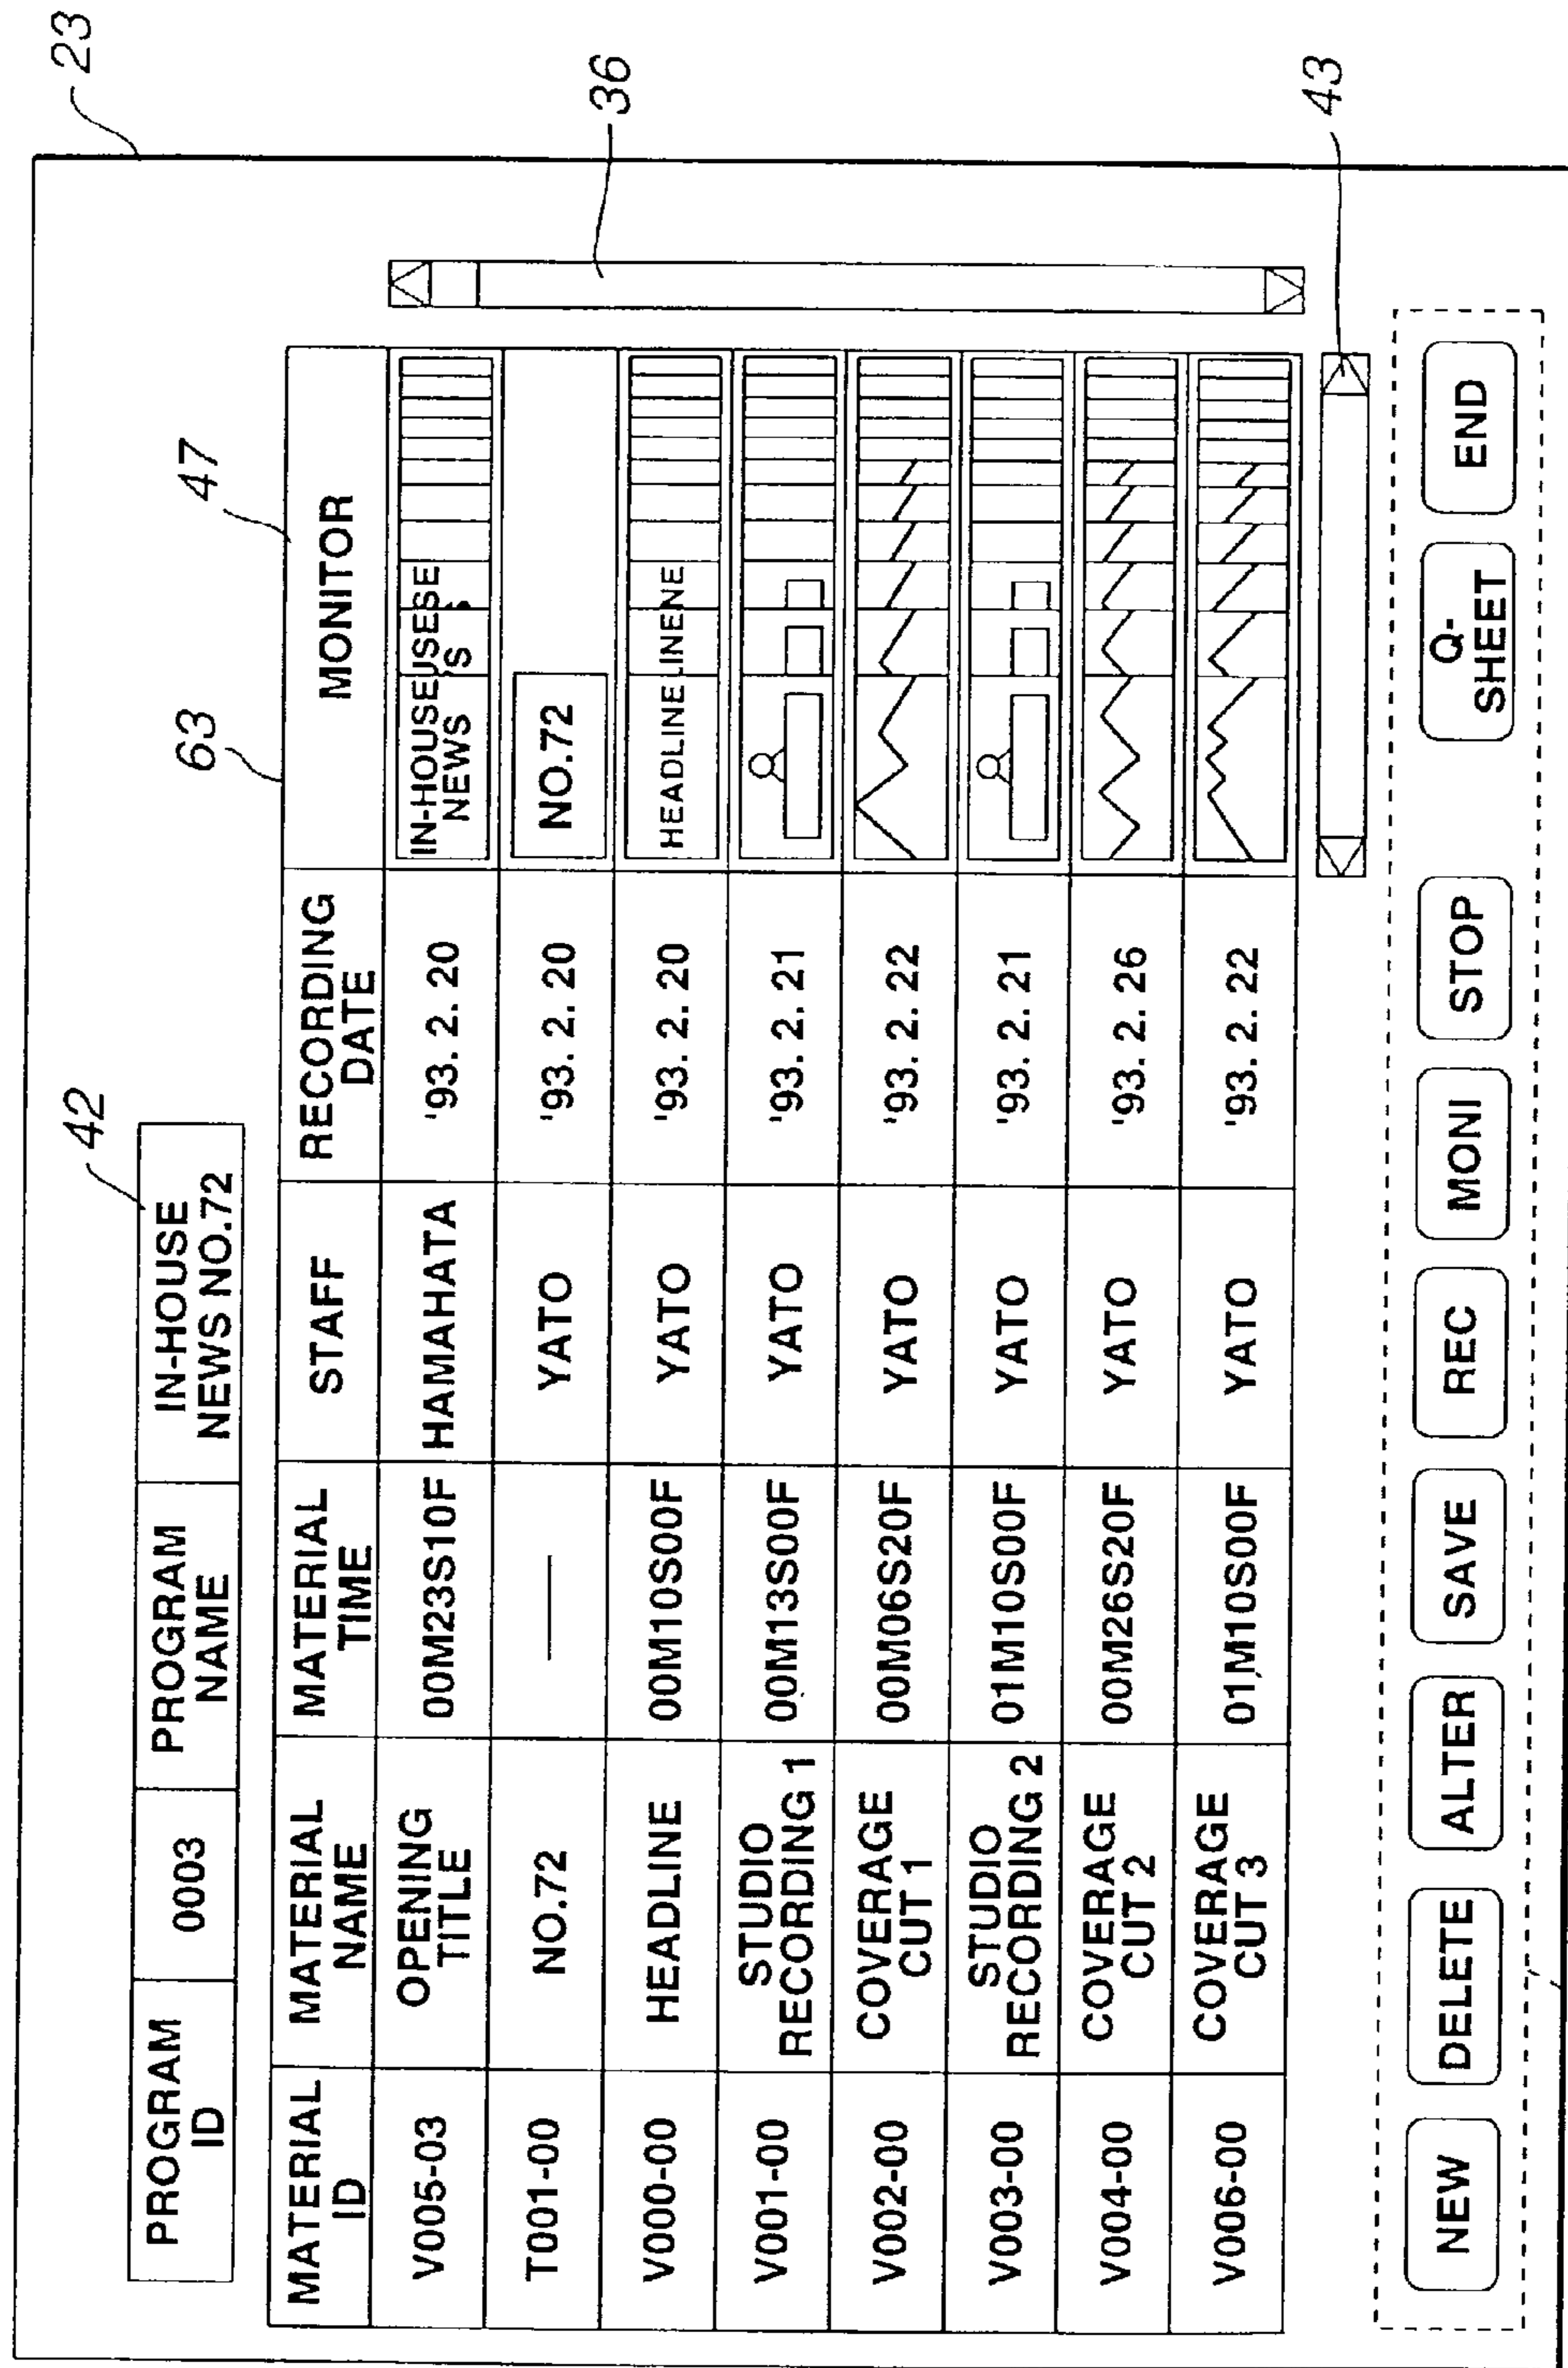 23
42
PROGRAM ID
0003
PROGRAM NAME
IN-HOUSE NEWS NO.72
63
47
MATERIAL ID
MATERIAL NAME
MATERIAL TIME
STAFF
RECORDING DATE
MONITOR
36
V005-03
OPENING TITLE
00M23S10F
HAMAHATA
'93. 2. 20
IN-HOUSE USE SE
NEWS 'S
T001-00
NO.72
—
YATO
'93. 2. 20
NO.72
V000-00
HEADLINE
00M10S00F
YATO
'93. 2. 20
HEADLINE LINE NE
V001-00
STUDIO RECORDING 1
00M13S00F
YATO
'93. 2. 21
V002-00
COVERAGE CUT 1
00M06S20F
YATO
'93. 2. 22
V003-00
STUDIO RECORDING 2
01M10S00F
YATO
'93. 2. 21
V004-00
COVERAGE CUT 2
00M26S20F
YATO
'93. 2. 26
V006-00
COVERAGE CUT 3
01M10S00F
YATO
'93. 2. 22
43
NEW
DELETE
ALTER
SAVE
REC
MONI
STOP
Q-SHEET
END